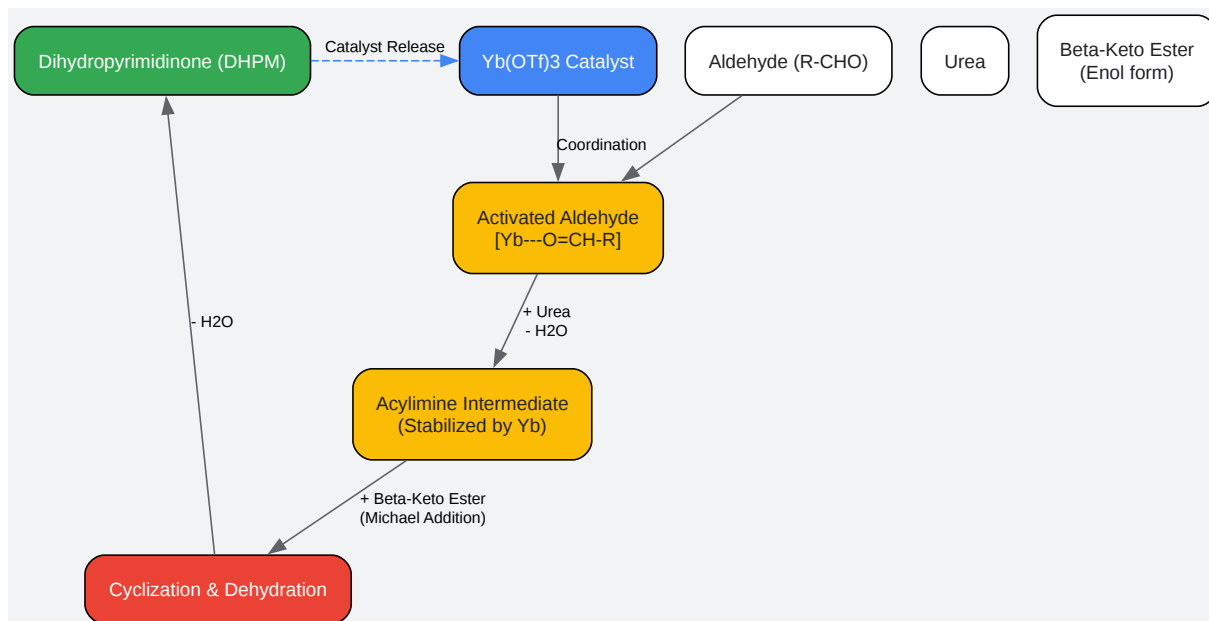 Dihydropyrimidinone (DHPM)
Catalyst Release
Yb(OTf)3 Catalyst
Aldehyde (R-CHO)
Urea
Beta-Keto Ester
(Enol form)
Coordination
Activated Aldehyde
[Yb---O=CH-R]
+ Urea
- H2O
- H2O
Acylimine Intermediate
(Stabilized by Yb)
+ Beta-Keto Ester
(Michael Addition)
Cyclization & Dehydration